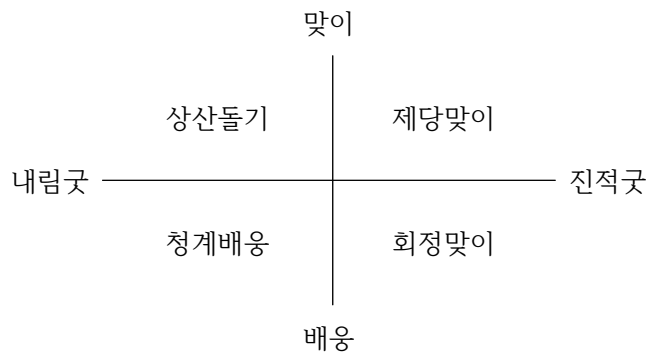 맞이
상산돌기 제당맞이
내림굿 진적굿
청계배웅 회정맞이
배웅